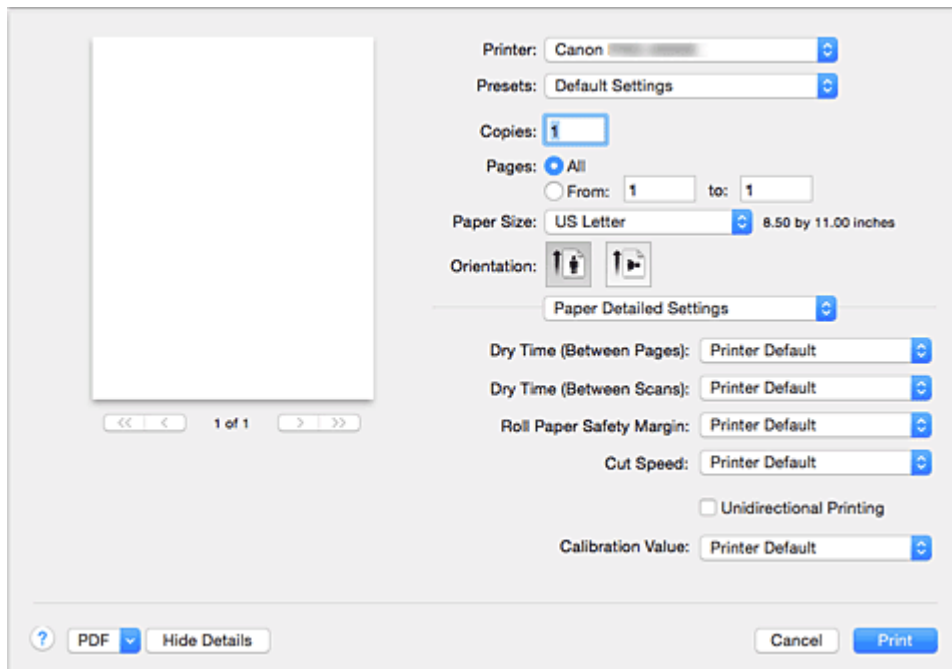 Printer: Canon
Presets: Default Settings
Copies: 1
Pages: All
From: 1 to: 1
Paper Size: US Letter 8.50 by 11.00 inches
Orientation:
Paper Detailed Settings
Dry Time (Between Pages): Printer Default
Dry Time (Between Scans): Printer Default
Roll Paper Safety Margin: Printer Default
Cut Speed: Printer Default
Unidirectional Printing
Calibration Value: Printer Default
<< < 1 of 1 > >>
? PDF Hide Details Cancel Print